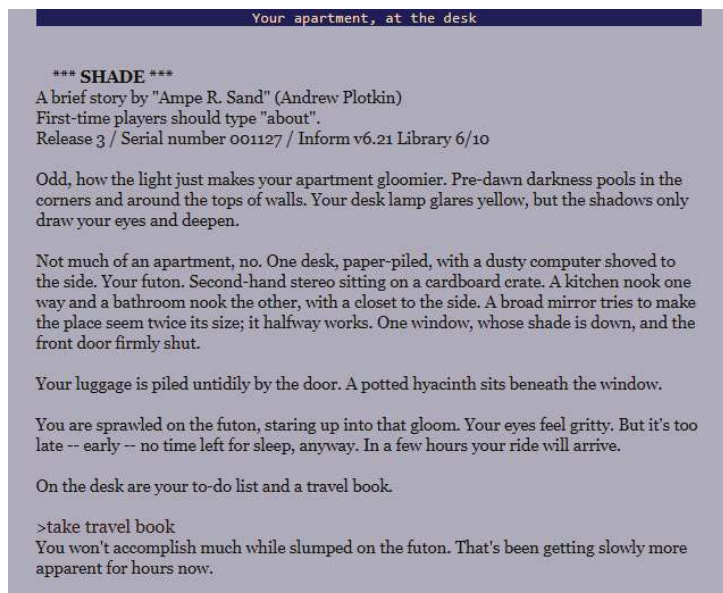 Your apartment, at the desk
*** SHADE ***
A brief story by "Ampe R. Sand" (Andrew Plotkin)
First-time players should type "about".
Release 3 / Serial number 001127 / Inform v6.21 Library 6/10
Odd, how the light just makes your apartment gloomier. Pre-dawn darkness pools in the
corners and around the tops of walls. Your desk lamp glares yellow, but the shadows only
draw your eyes and deepen.
Not much of an apartment, no. One desk, paper-piled, with a dusty computer shoved to
the side. Your futon. Second-hand stereo sitting on a cardboard crate. A kitchen nook one
way and a bathroom nook the other, with a closet to the side. A broad mirror tries to make
the place seem twice its size; it halfway works. One window, whose shade is down, and the
front door firmly shut.
Your luggage is piled untidily by the door. A potted hyacinth sits beneath the window.
You are sprawled on the futon, staring up into that gloom. Your eyes feel gritty. But it's too
late -- early -- no time left for sleep, anyway. In a few hours your ride will arrive.
On the desk are your to-do list and a travel book.
>take travel book
You won't accomplish much while slumped on the futon. That's been getting slowly more
apparent for hours now.